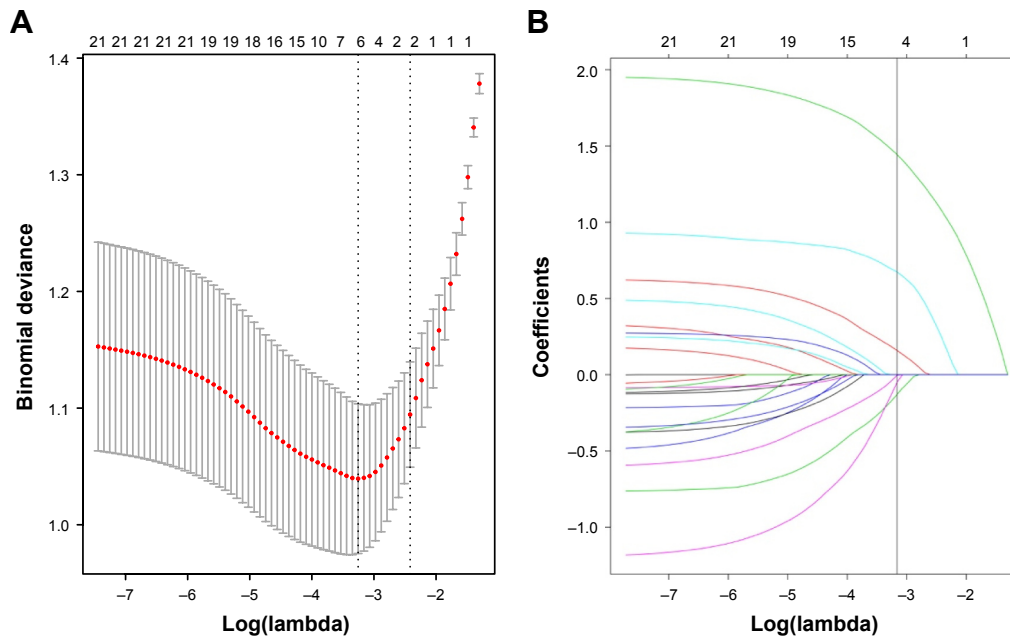 A
21 21 21 21 21 19 19 18 16 15 10 7 6 4 2 2 1 1 1
1.4
1.3
1.2
1.1
1.0
Binomial deviance
–7 –6 –5 –4 –3 –2
Log(lambda)
B
21 21 19 15 4 1
2.0
1.5
1.0
0.5
0.0
–0.5
–1.0
Coefficients
–7 –6 –5 –4 –3 –2
Log(lambda)